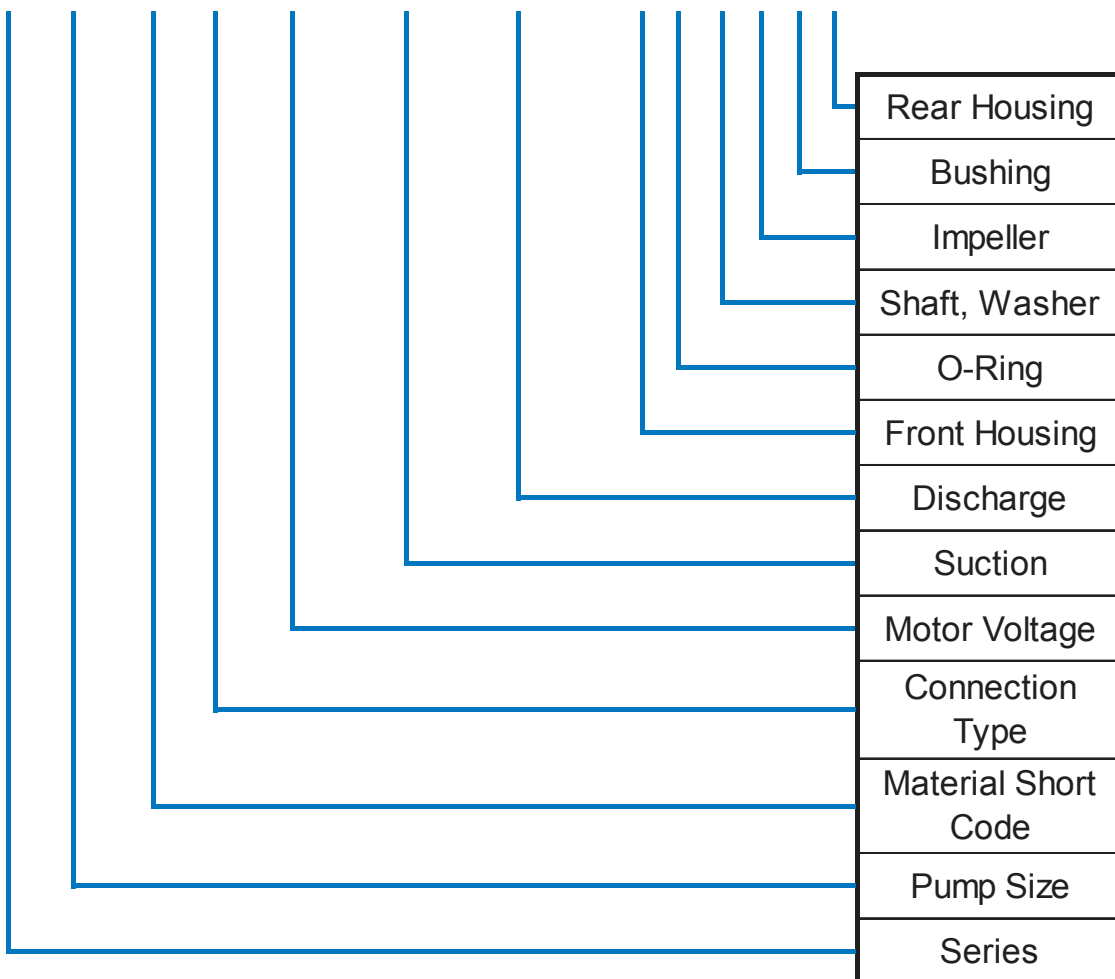 Rear Housing
Bushing
Impeller
Shaft, Washer
O-Ring
Front Housing
Discharge
Suction
Motor Voltage
Connection
Type
Material Short
Code
Pump Size
Series